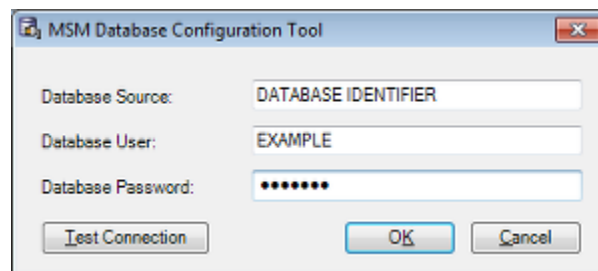 MSM Database Configuration Tool
Database Source: DATABASE IDENTIFIER
Database User: EXAMPLE
Database Password: •••••••
Test Connection OK Cancel